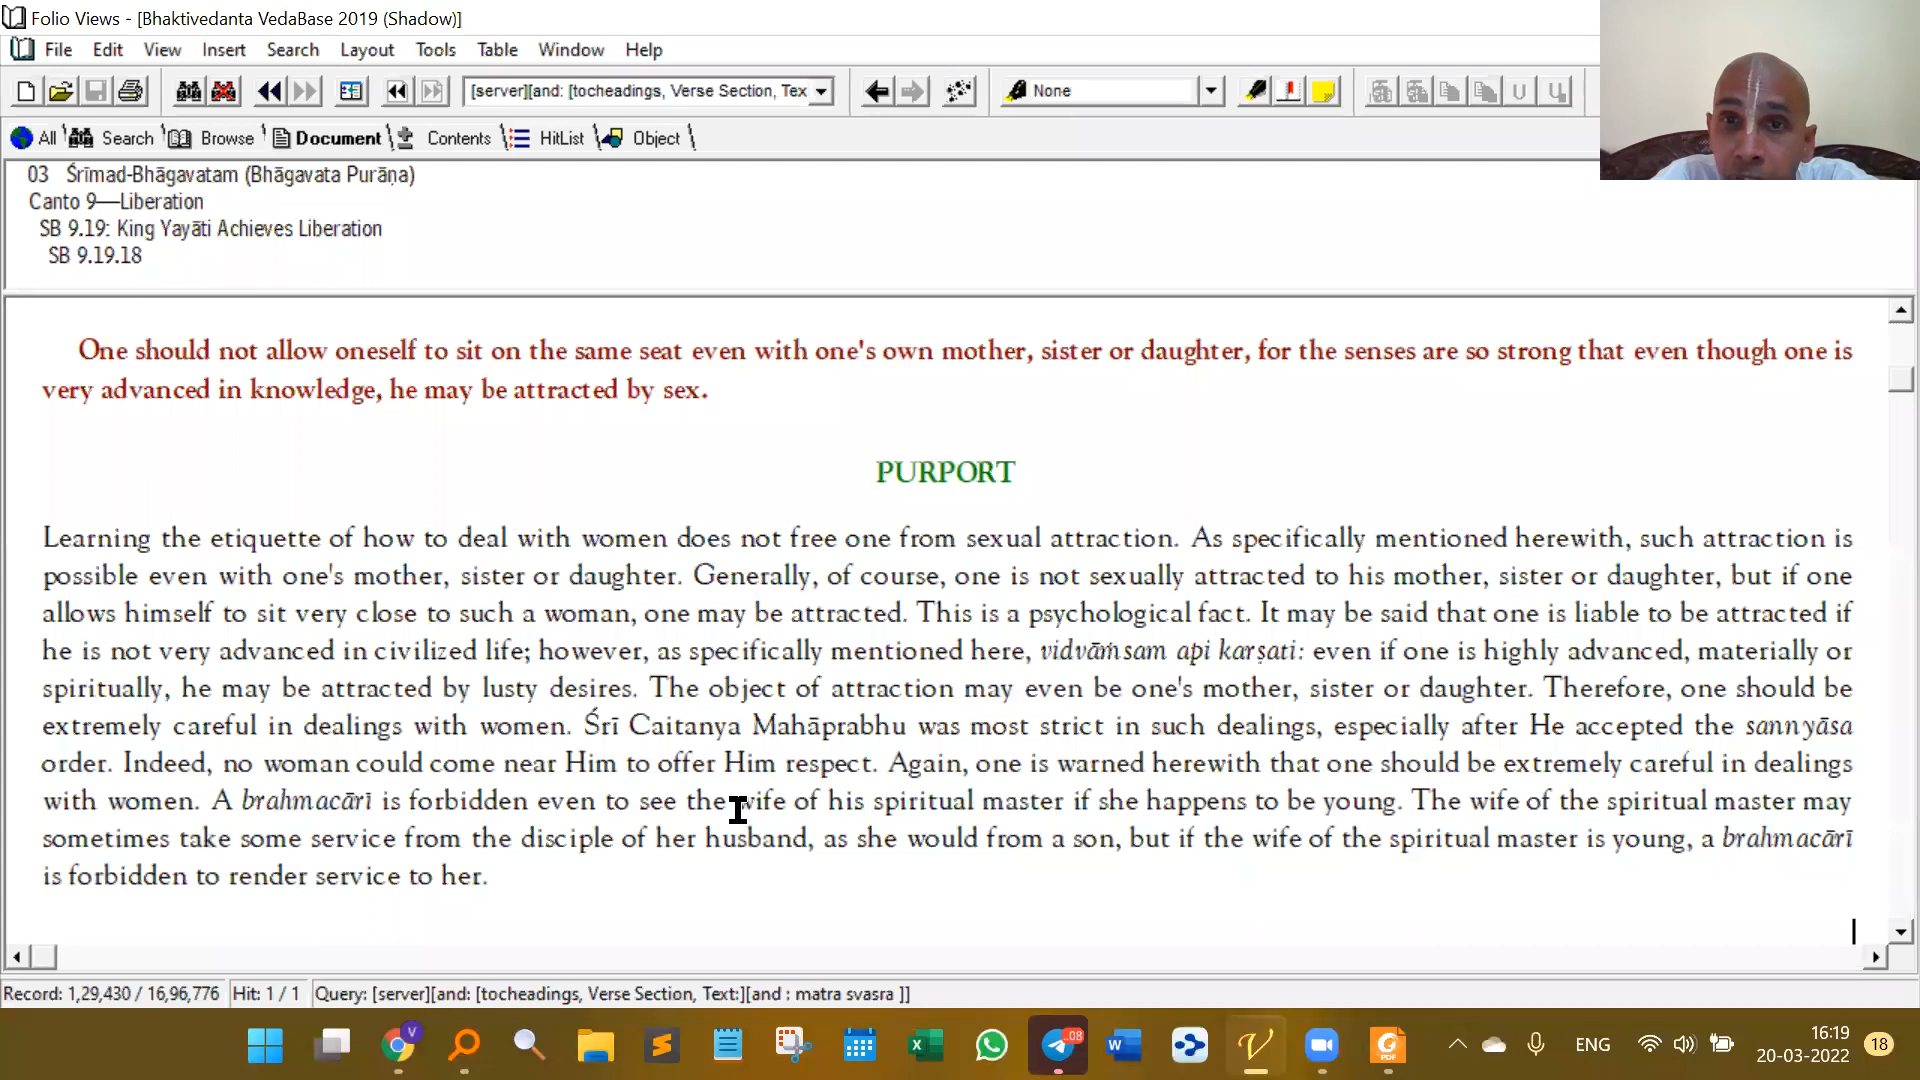 Folio Views - [Bhaktivedanta VedaBase 2019 (Shadow)]
File Edit View Insert Search Layout Tools Table Window Help
[server][and: [tocheadings, Verse Section, Tex None
All Search Browse Document Contents HitList Object
03 Śrīmad-Bhāgavatam (Bhāgavata Purāṇa)
Canto 9—Liberation
SB 9.19: King Yayāti Achieves Liberation
SB 9.19.18
One should not allow oneself to sit on the same seat even with one's own mother, sister or daughter, for the senses are so strong that even though one is
very advanced in knowledge, he may be attracted by sex.
PURPORT
Learning the etiquette of how to deal with women does not free one from sexual attraction. As specifically mentioned herewith, such attraction is
possible even with one's mother, sister or daughter. Generally, of course, one is not sexually attracted to his mother, sister or daughter, but if one
allows himself to sit very close to such a woman, one may be attracted. This is a psychological fact. It may be said that one is liable to be attracted if
he is not very advanced in civilized life; however, as specifically mentioned here, vidvāṁsam api karṣati: even if one is highly advanced, materially or
spiritually, he may be attracted by lusty desires. The object of attraction may even be one's mother, sister or daughter. Therefore, one should be
extremely careful in dealings with women. Śrī Caitanya Mahāprabhu was most strict in such dealings, especially after He accepted the sannyāsa
order. Indeed, no woman could come near Him to offer Him respect. Again, one is warned herewith that one should be extremely careful in dealings
with women. A brahmacārī is forbidden even to see the wife of his spiritual master if she happens to be young. The wife of the spiritual master may
sometimes take some service from the disciple of her husband, as she would from a son, but if the wife of the spiritual master is young, a brahmacārī
is forbidden to render service to her.
Record: 1,29,430 / 16,96,776 Hit: 1 / 1 Query: [server][and: [tocheadings, Verse Section, Text:][and : matra svasra ]]
V S X ..08 W V PDF ENG 16:19 18
20-03-2022